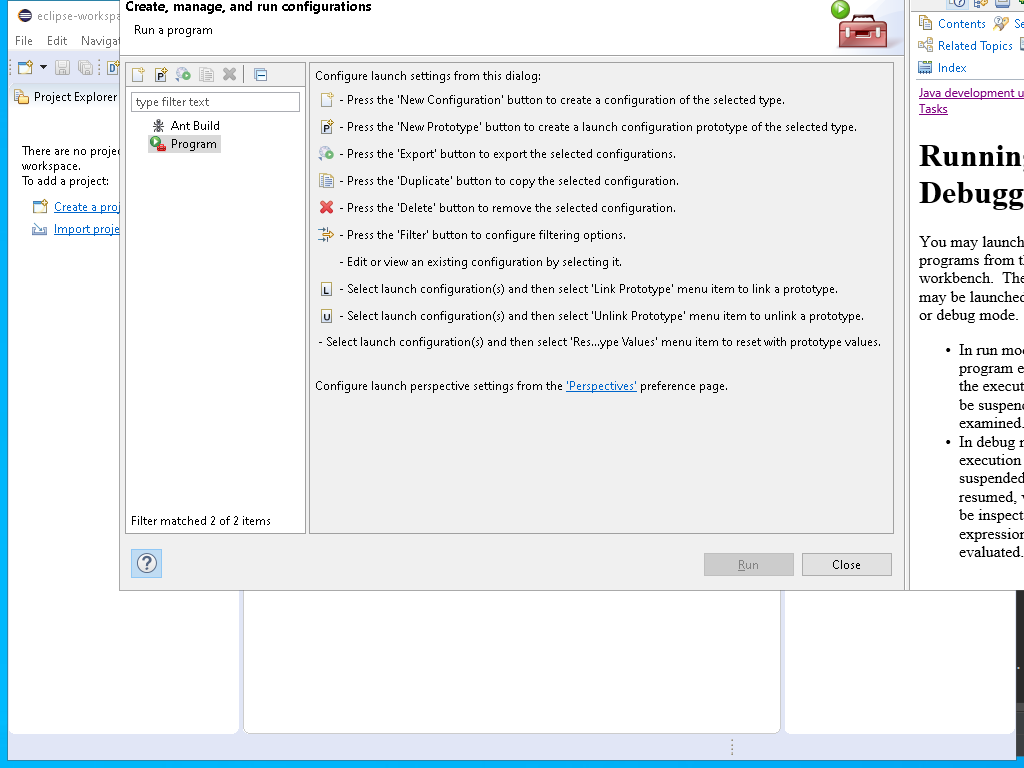 eclipse-workspa
File Edit Navigat
Project Explorer
There are no projec
workspace.
To add a project:
Create a proj
Import proje
Create, manage, and run configurations
Run a program
type filter text
Ant Build
Program
Filter matched 2 of 2 items
Configure launch settings from this dialog:
- Press the 'New Configuration' button to create a configuration of the selected type.
P - Press the 'New Prototype' button to create a launch configuration prototype of the selected type.
- Press the 'Export' button to export the selected configurations.
- Press the 'Duplicate' button to copy the selected configuration.
- Press the 'Delete' button to remove the selected configuration.
- Press the 'Filter' button to configure filtering options.
- Edit or view an existing configuration by selecting it.
L - Select launch configuration(s) and then select 'Link Prototype' menu item to link a prototype.
U - Select launch configuration(s) and then select 'Unlink Prototype' menu item to unlink a prototype.
- Select launch configuration(s) and then select 'Res...ype Values' menu item to reset with prototype values.
Configure launch perspective settings from the 'Perspectives' preference page.
?
Run Close
Contents Se
Related Topics
Index
Java development u
Tasks
Running
Debugg
You may launch
programs from th
workbench. The
may be launched
or debug mode.
• In run mod
program e
the execut
be suspend
examined.
• In debug m
execution
suspended
resumed, v
be inspect
expression
evaluated.